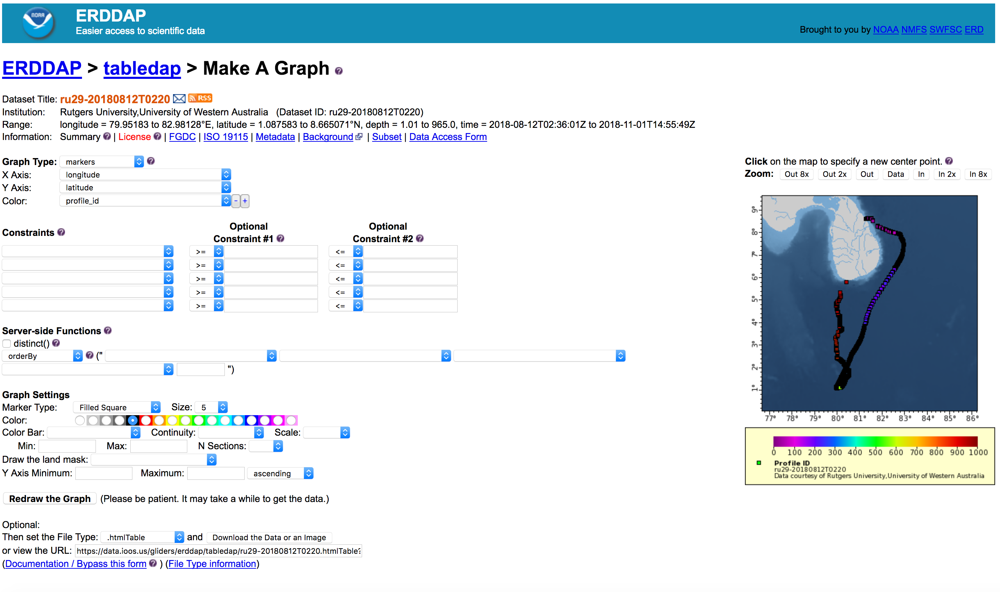 NOAA
ERDDAP
Easier access to scientific data
Brought to you by NOAA NMFS SWFSC ERD
ERDDAP > tabledap > Make A Graph ?
Dataset Title: ru29-20180812T0220 RSS
Institution: Rutgers University,University of Western Australia (Dataset ID: ru29-20180812T0220)
Range: longitude = 79.95183 to 82.98128°E, latitude = 1.087583 to 8.665071°N, depth = 1.01 to 965.0, time = 2018-08-12T02:36:01Z to 2018-11-01T14:55:49Z
Information: Summary ? | License ? | FGDC | ISO 19115 | Metadata | Background | Subset | Data Access Form
Graph Type: markers ?
X Axis: longitude
Y Axis: latitude
Color: profile_id - +
Constraints ? Optional Constraint #1 ? Optional Constraint #2 ?
>= <=
>= <=
>= <=
>= <=
>= <=
Server-side Functions ?
distinct() ?
orderBy ? ("
")
Graph Settings
Marker Type: Filled Square Size: 5
Color:
Color Bar: Continuity: Scale:
Min: Max: N Sections:
Draw the land mask:
Y Axis Minimum: Maximum: ascending
Redraw the Graph (Please be patient. It may take a while to get the data.)
Optional:
Then set the File Type: .htmlTable and Download the Data or an Image
or view the URL: https://data.ioos.us/gliders/erddap/tabledap/ru29-20180812T0220.htmlTable?
(Documentation / Bypass this form ? ) (File Type information)
Click on the map to specify a new center point. ?
Zoom: Out 8x Out 2x Out Data In In 2x In 8x
9°
8°
7°
6°
5°
4°
3°
2°
1°
77° 78° 79° 80° 81° 82° 83° 84° 85° 86°
0 100 200 300 400 500 600 700 800 900 1000
Profile ID
ru29-20180812T0220
Data courtesy of Rutgers University,University of Western Australia